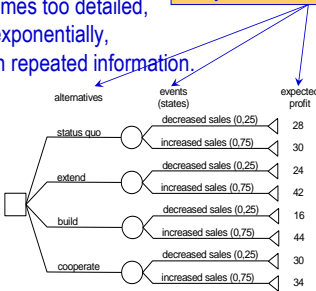 mes too detailed,
exponentially,
n repeated information.
alternatives
events
(states)
expected
profit
status quo
decreased sales (0,25)
28
increased sales (0,75)
30
extend
decreased sales (0,25)
24
increased sales (0,75)
42
build
decreased sales (0,25)
16
increased sales (0,75)
44
cooperate
decreased sales (0,25)
30
increased sales (0,75)
34